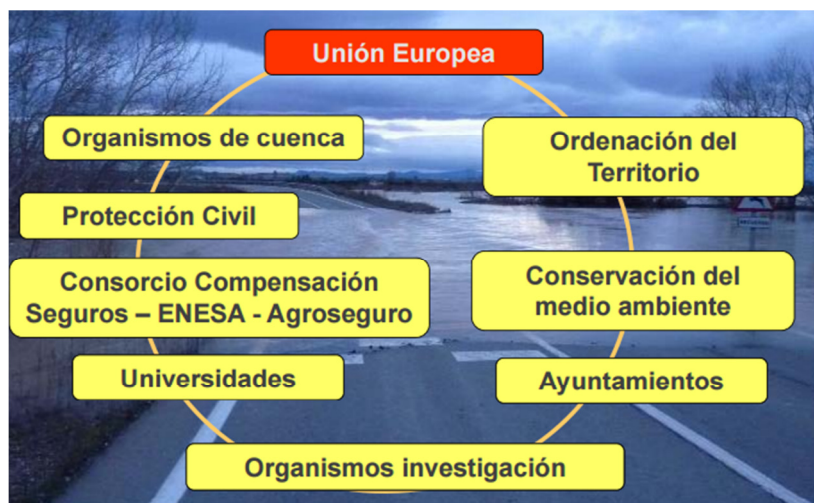 Unión Europea
Organismos de cuenca
Ordenación del
Territorio
Protección Civil
Consorcio Compensación
Seguros – ENESA - Agroseguro
Conservación del
medio ambiente
Universidades
Ayuntamientos
Organismos investigación